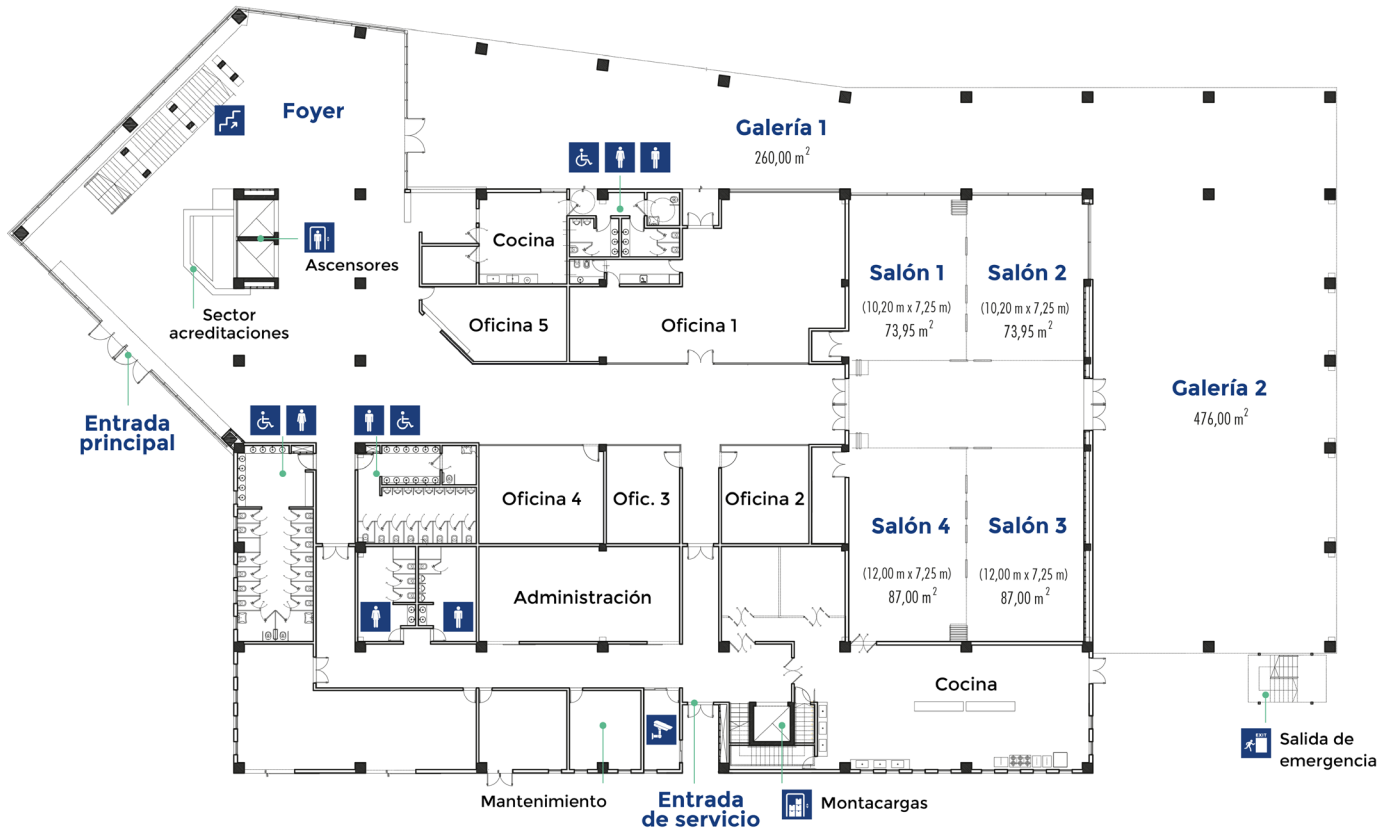 Foyer
Galería 1
260,00 m²
Cocina
Ascensores
Sector
acreditaciones
Oficina 5
Oficina 1
Salón 1
(10,20 m x 7,25 m)
73,95 m²
Salón 2
(10,20 m x 7,25 m)
73,95 m²
Galería 2
476,00 m²
Entrada
principal
Oficina 4
Ofic. 3
Oficina 2
Salón 4
(12,00 m x 7,25 m)
87,00 m²
Salón 3
(12,00 m x 7,25 m)
87,00 m²
Administración
Cocina
EXIT
Salida de
emergencia
Mantenimiento
Entrada
de servicio
Montacargas